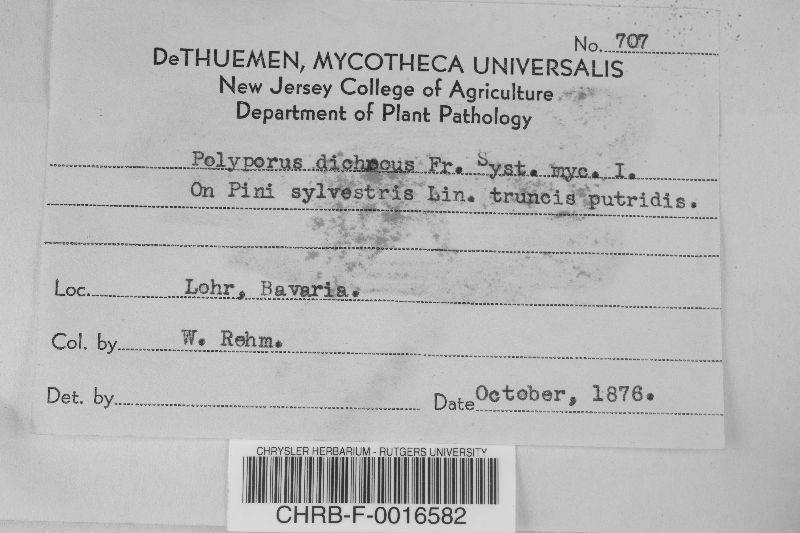 No. 707
DeTHUEMEN, MYCOTHECA UNIVERSALIS
New Jersey College of Agriculture
Department of Plant Pathology
Polyporus dichrous Fr. Syst. myc. I.
On Pini sylvestris Lin. truncis putridis.
Loc. Lohr, Bavaria.
Col. by W. Rehm.
Det. by
Date October, 1876.
CHRYSLER HERBARIUM - RUTGERS UNIVERSITY
CHRB-F-0016582